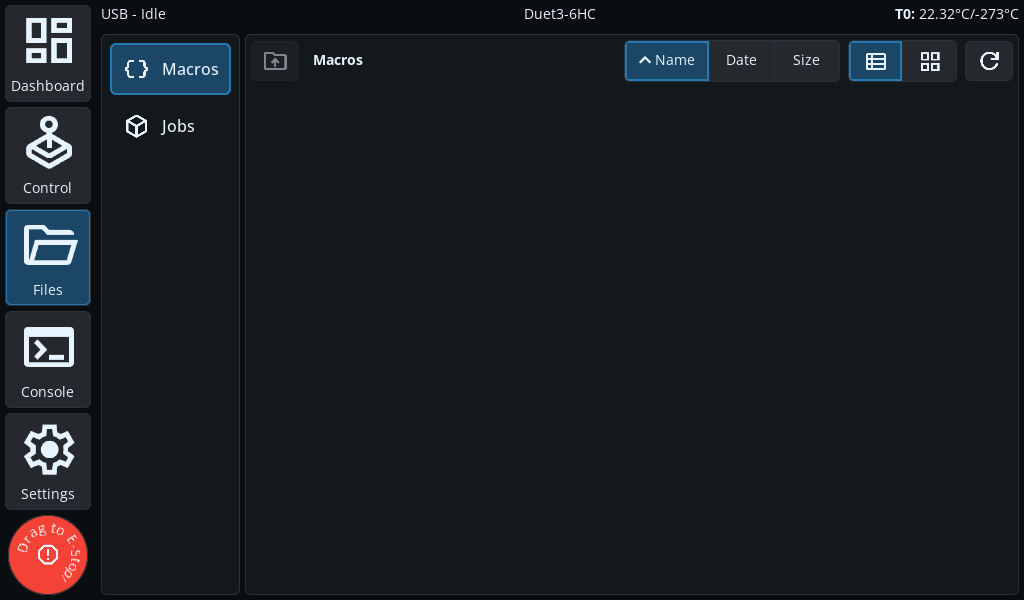 USB - Idle
Duet3-6HC
T0: 22.32°C/-273°C
Dashboard
Control
Files
Console
Settings
Drag to E-Stop!
Macros
Jobs
Macros
Name
Date
Size